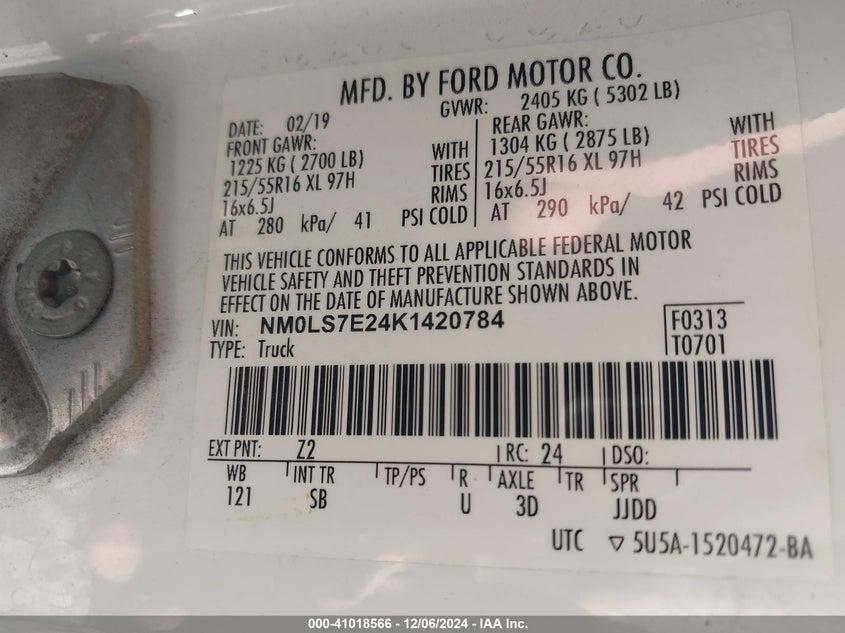 MFD. BY FORD MOTOR CO.
GVWR: 2405 KG ( 5302 LB)
DATE: 02/19
FRONT GAWR:
1225 KG ( 2700 LB) WITH
215/55R16 XL 97H TIRES
16x6.5J RIMS
AT 280 kPa/ 41 PSI COLD
REAR GAWR:
1304 KG ( 2875 LB) WITH
215/55R16 XL 97H TIRES
16x6.5J RIMS
AT 290 kPa/ 42 PSI COLD
THIS VEHICLE CONFORMS TO ALL APPLICABLE FEDERAL MOTOR
VEHICLE SAFETY AND THEFT PREVENTION STANDARDS IN
EFFECT ON THE DATE OF MANUFACTURE SHOWN ABOVE.
VIN: NM0LS7E24K1420784 F0313
TYPE: Truck T0701
EXT PNT: Z2 RC: 24 DSO:
WB INT TR TP/PS R AXLE TR SPR
121 SB U 3D JJDD
UTC ▽ 5U5A-1520472-BA
000-41018566 - 12/06/2024 - IAA Inc.